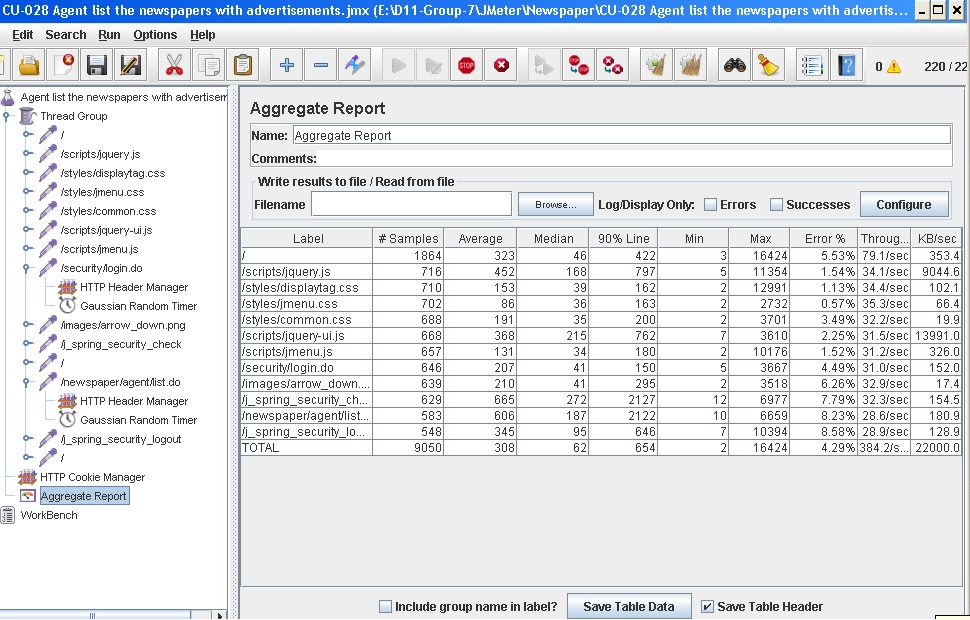 CU-028 Agent list the newspapers with advertisements.jmx (E:\D11-Group-7\JMeter\Newspaper\CU-028 Agent list the newspapers with advertis...
Edit Search Run Options Help
STOP 0 220/22
Agent list the newspapers with advertisem
Thread Group
/
/scripts/jquery.js
/styles/displaytag.css
/styles/jmenu.css
/styles/common.css
/scripts/jquery-ui.js
/scripts/jmenu.js
/security/login.do
HTTP Header Manager
Gaussian Random Timer
/images/arrow_down.png
/j_spring_security_check
/
/newspaper/agent/list.do
HTTP Header Manager
Gaussian Random Timer
/j_spring_security_logout
/
HTTP Cookie Manager
Aggregate Report
WorkBench
Aggregate Report
Name: Aggregate Report
Comments:
Write results to file / Read from file
Filename Browse... Log/Display Only: Errors Successes Configure
Label # Samples Average Median 90% Line Min Max Error % Throug... KB/sec
/ 1864 323 46 422 3 16424 5.53% 79.1/sec 353.4
/scripts/jquery.js 716 452 168 797 5 11354 1.54% 34.1/sec 9044.6
/styles/displaytag.css 710 153 39 162 2 12991 1.13% 34.4/sec 102.1
/styles/jmenu.css 702 86 36 163 2 2732 0.57% 35.3/sec 66.4
/styles/common.css 688 191 35 200 2 3701 3.49% 32.2/sec 19.9
/scripts/jquery-ui.js 668 368 215 762 7 3610 2.25% 31.5/sec 13991.0
/scripts/jmenu.js 657 131 34 180 2 10176 1.52% 31.2/sec 326.0
/security/login.do 646 207 41 150 5 3667 4.49% 31.0/sec 152.0
/images/arrow_down.... 639 210 41 295 2 3518 6.26% 32.9/sec 17.4
/j_spring_security_ch... 629 665 272 2127 12 6977 7.79% 32.3/sec 154.5
/newspaper/agent/list... 583 606 187 2122 10 6659 8.23% 28.6/sec 180.9
/j_spring_security_lo... 548 345 95 646 7 10394 8.58% 28.9/sec 128.9
TOTAL 9050 308 62 654 2 16424 4.29% 384.2/s... 22000.0
Include group name in label? Save Table Data Save Table Header